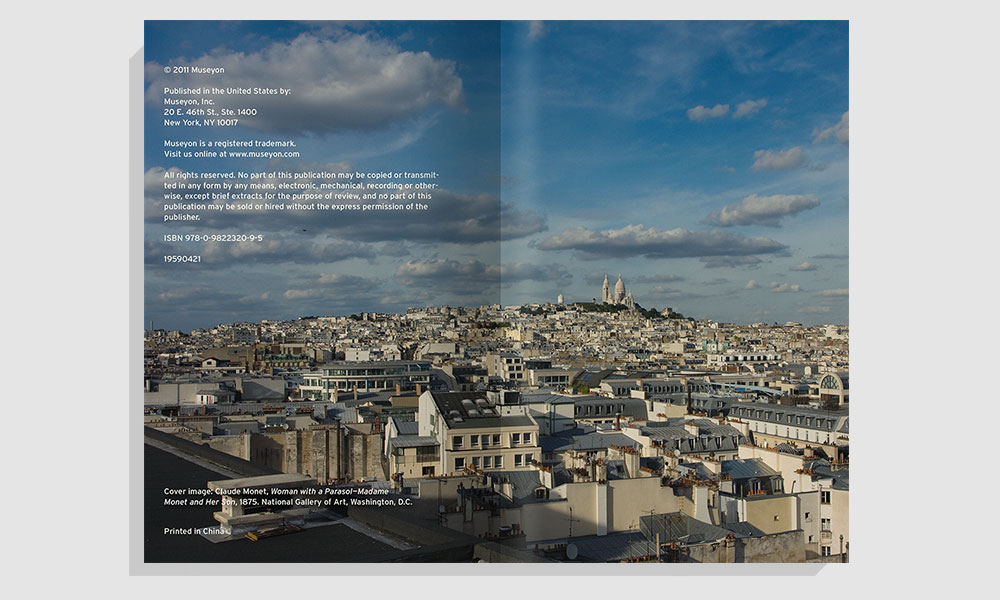 © 2011 Museyon
Published in the United States by:
Museyon, Inc.
20 E. 46th St., Ste. 1400
New York, NY 10017
Museyon is a registered trademark.
Visit us online at www.museyon.com
All rights reserved. No part of this publication may be copied or transmit-
ted in any form by any means, electronic, mechanical, recording or other-
wise, except brief extracts for the purpose of review, and no part of this
publication may be sold or hired without the express permission of the
publisher.
ISBN 978-0-9822320-9-5
19590421
Cover image: Claude Monet, Woman with a Parasol—Madame
Monet and Her Son, 1875. National Gallery of Art, Washington, D.C.
Printed in China